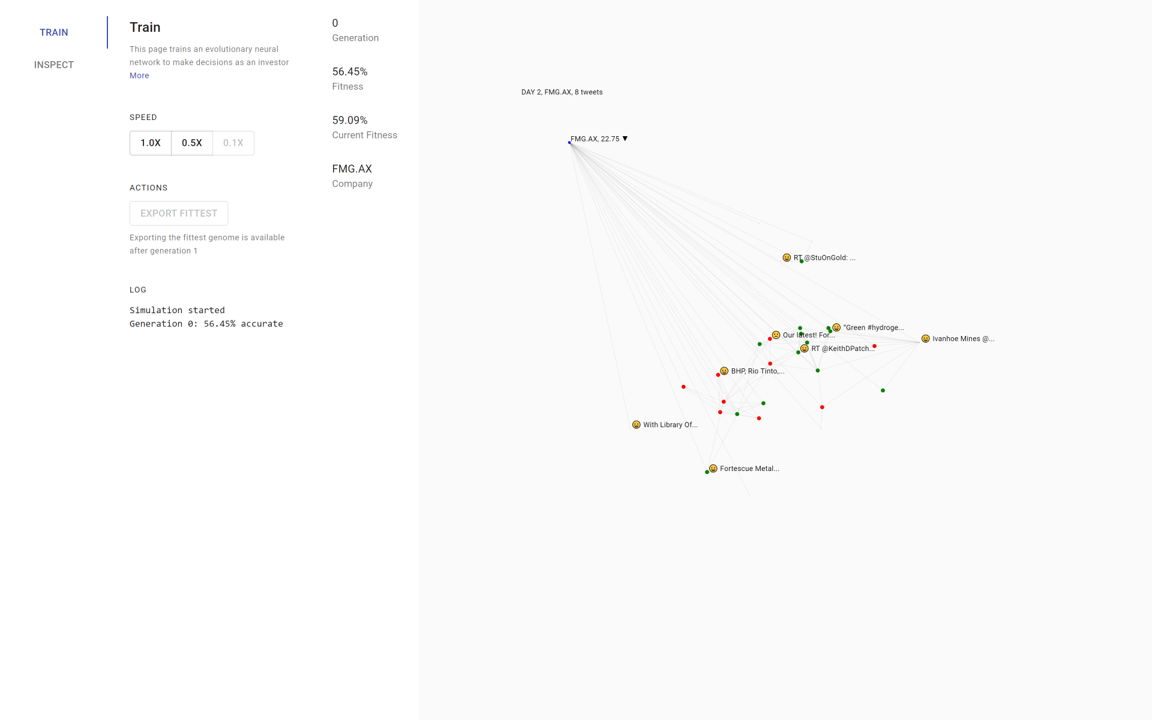 TRAIN
INSPECT
Train
This page trains an evolutionary neural
network to make decisions as an investor
More
SPEED
1.0X 0.5X 0.1X
ACTIONS
EXPORT FITTEST
Exporting the fittest genome is available
after generation 1
LOG
Simulation started
Generation 0: 56.45% accurate
0
Generation
56.45%
Fitness
59.09%
Current Fitness
FMG.AX
Company
DAY 2, FMG.AX, 8 tweets
FMG.AX, 22.75 ▼
RT @StuOnGold: ...
"Green #hydroge...
Our latest! For...
Ivanhoe Mines @...
RT @KeithDPatch...
BHP, Rio Tinto,...
With Library Of...
Fortescue Metal...